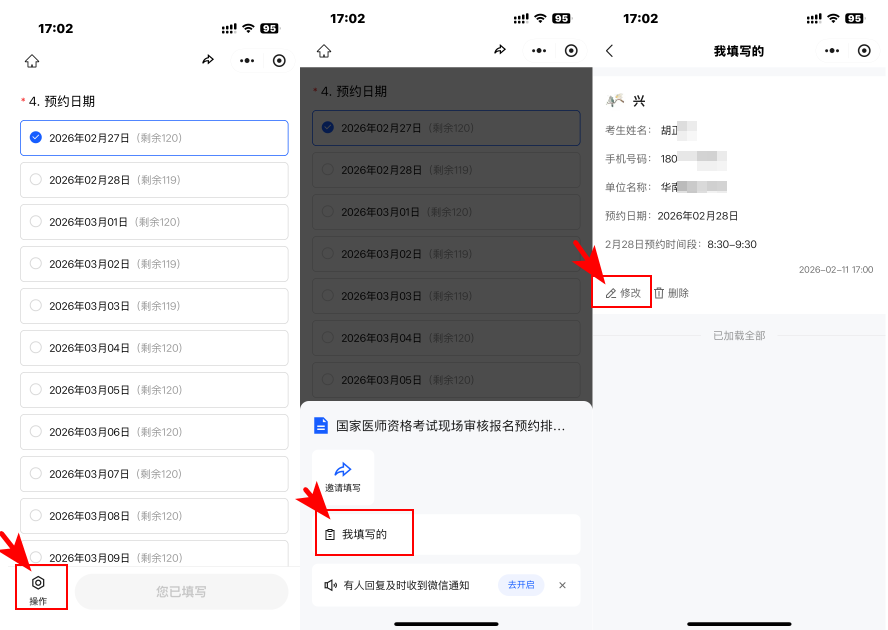 17:02
95
* 4. 预约日期
2026年02月27日（剩余120）
2026年02月28日（剩余119）
2026年03月01日（剩余120）
2026年03月02日（剩余119）
2026年03月03日（剩余119）
2026年03月04日（剩余120）
2026年03月05日（剩余120）
2026年03月06日（剩余120）
2026年03月07日（剩余120）
2026年03月08日（剩余120）
2026年03月09日（剩余120）
操作
您已填写
17:02
95
* 4. 预约日期
2026年02月27日（剩余120）
2026年02月28日（剩余119）
2026年03月01日（剩余120）
2026年03月02日（剩余119）
2026年03月03日（剩余119）
2026年03月04日（剩余120）
2026年03月05日（剩余120）
国家医师资格考试现场审核报名预约排...
邀请填写
我填写的
有人回复及时收到微信通知
去开启
17:02
95
我填写的
兴
考生姓名： 胡正
手机号码： 180
单位名称： 华南
预约日期： 2026年02月28日
2月28日预约时间段： 8:30-9:30
2026-02-11 17:00
修改
删除
已加载全部